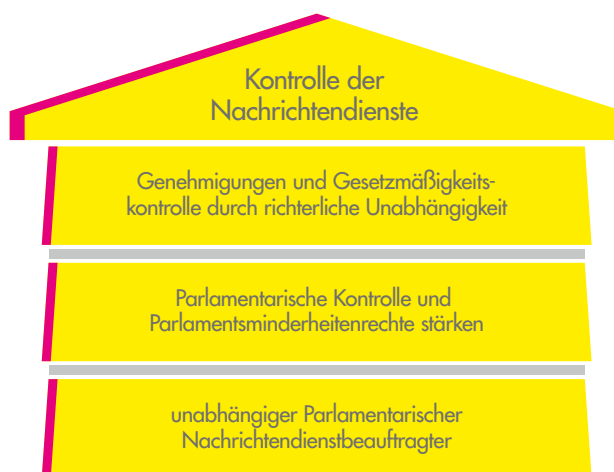 Kontrolle der
Nachrichtendienste
Genehmigungen und Gesetzmäßigkeits-
kontrolle durch richterliche Unabhängigkeit
Parlamentarische Kontrolle und
Parlamentsminderheitenrechte stärken
unabhängiger Parlamentarischer
Nachrichtendienstbeauftragter